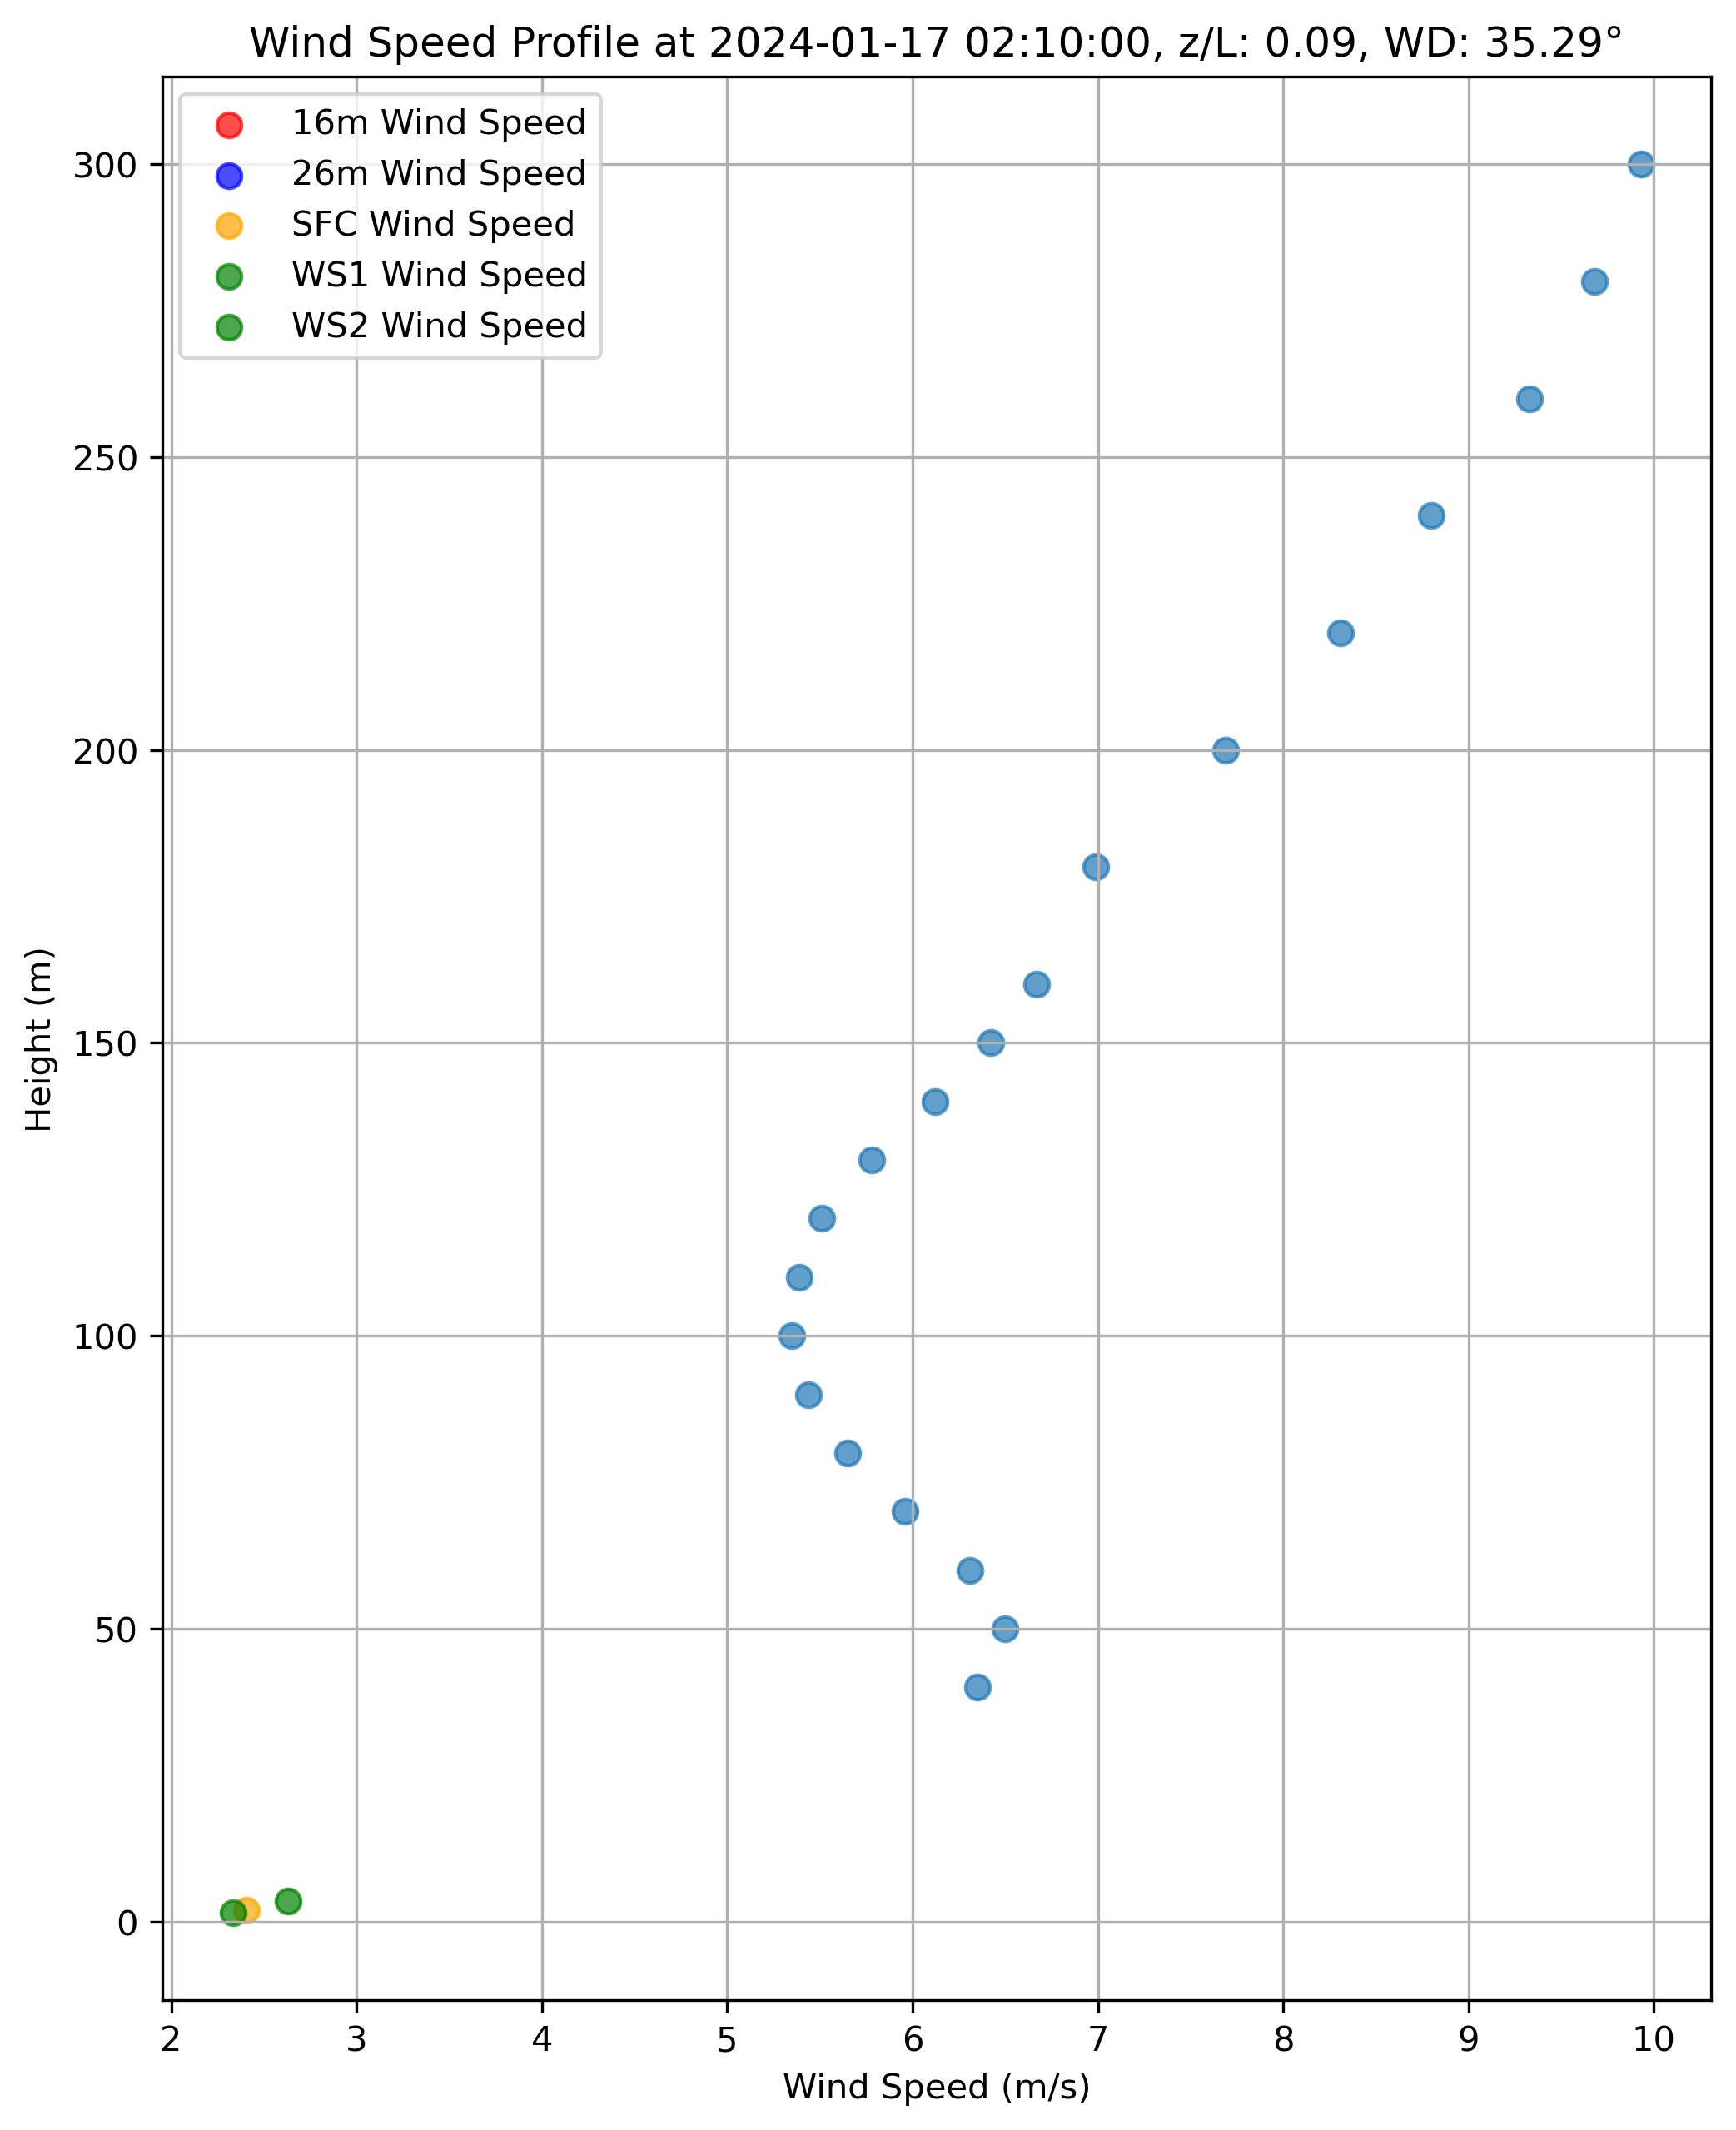 Wind Speed Profile at 2024-01-17 02:10:00, z/L: 0.09, WD: 35.29°
16m Wind Speed
26m Wind Speed
SFC Wind Speed
WS1 Wind Speed
WS2 Wind Speed
300
250
200
150
100
50
0
Height (m)
2 3 4 5 6 7 8 9 10
Wind Speed (m/s)